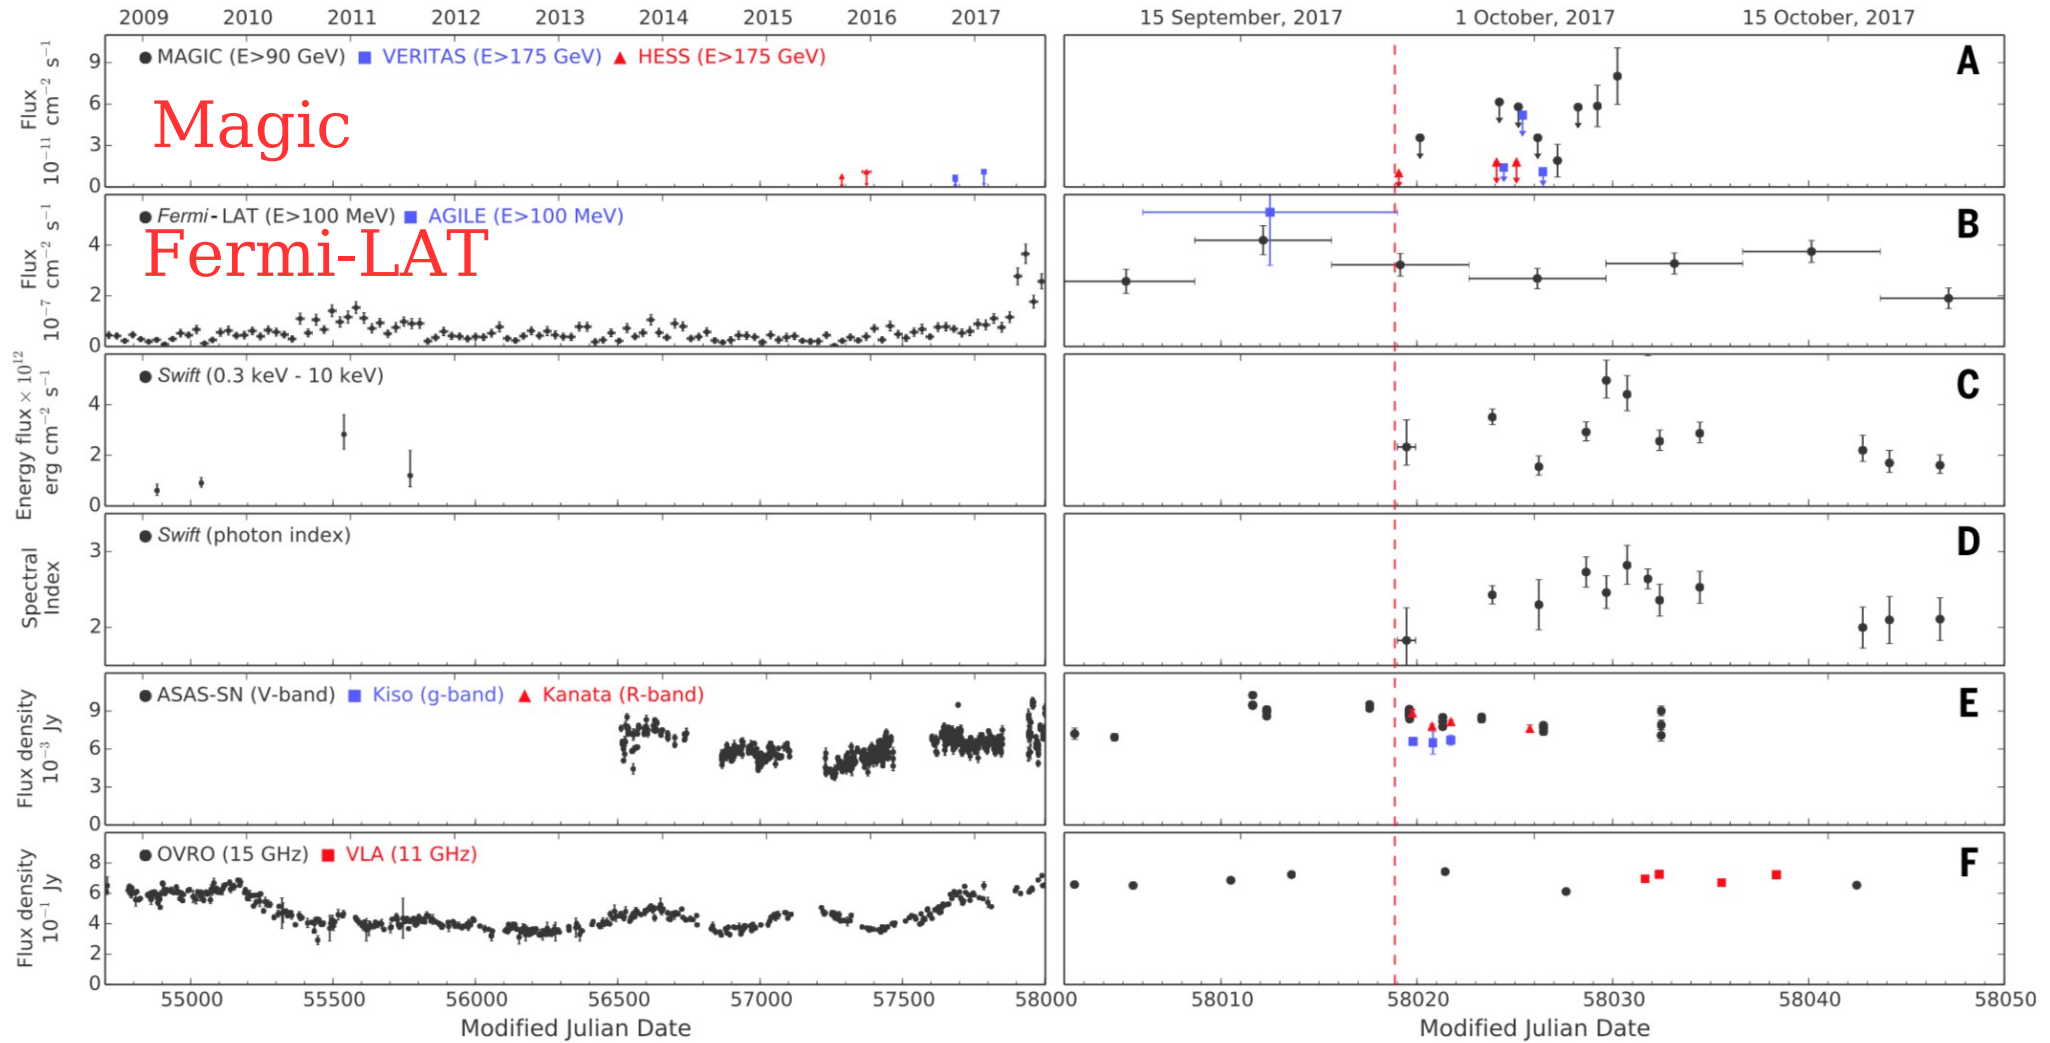 2009 2010 2011 2012 2013 2014 2015 2016 2017 15 September, 2017 1 October, 2017 15 October, 2017
Flux
10⁻¹¹ cm⁻² s⁻¹
9
6
3
0
● MAGIC (E>90 GeV) ■ VERITAS (E>175 GeV) ▲ HESS (E>175 GeV)
Magic
A
Flux
10⁻⁷ cm⁻² s⁻¹
4
2
0
● Fermi-LAT (E>100 MeV) ■ AGILE (E>100 MeV)
Fermi-LAT
B
Energy flux × 10¹²
erg cm⁻² s⁻¹
4
2
0
● Swift (0.3 keV - 10 keV)
C
Spectral
Index
3
2
● Swift (photon index)
D
Flux density
10⁻³ Jy
9
6
3
0
● ASAS-SN (V-band) ■ Kiso (g-band) ▲ Kanata (R-band)
E
Flux density
10⁻¹ Jy
8
6
4
2
0
● OVRO (15 GHz) ■ VLA (11 GHz)
F
55000 55500 56000 56500 57000 57500 58000 58010 58020 58030 58040 58050
Modified Julian Date Modified Julian Date